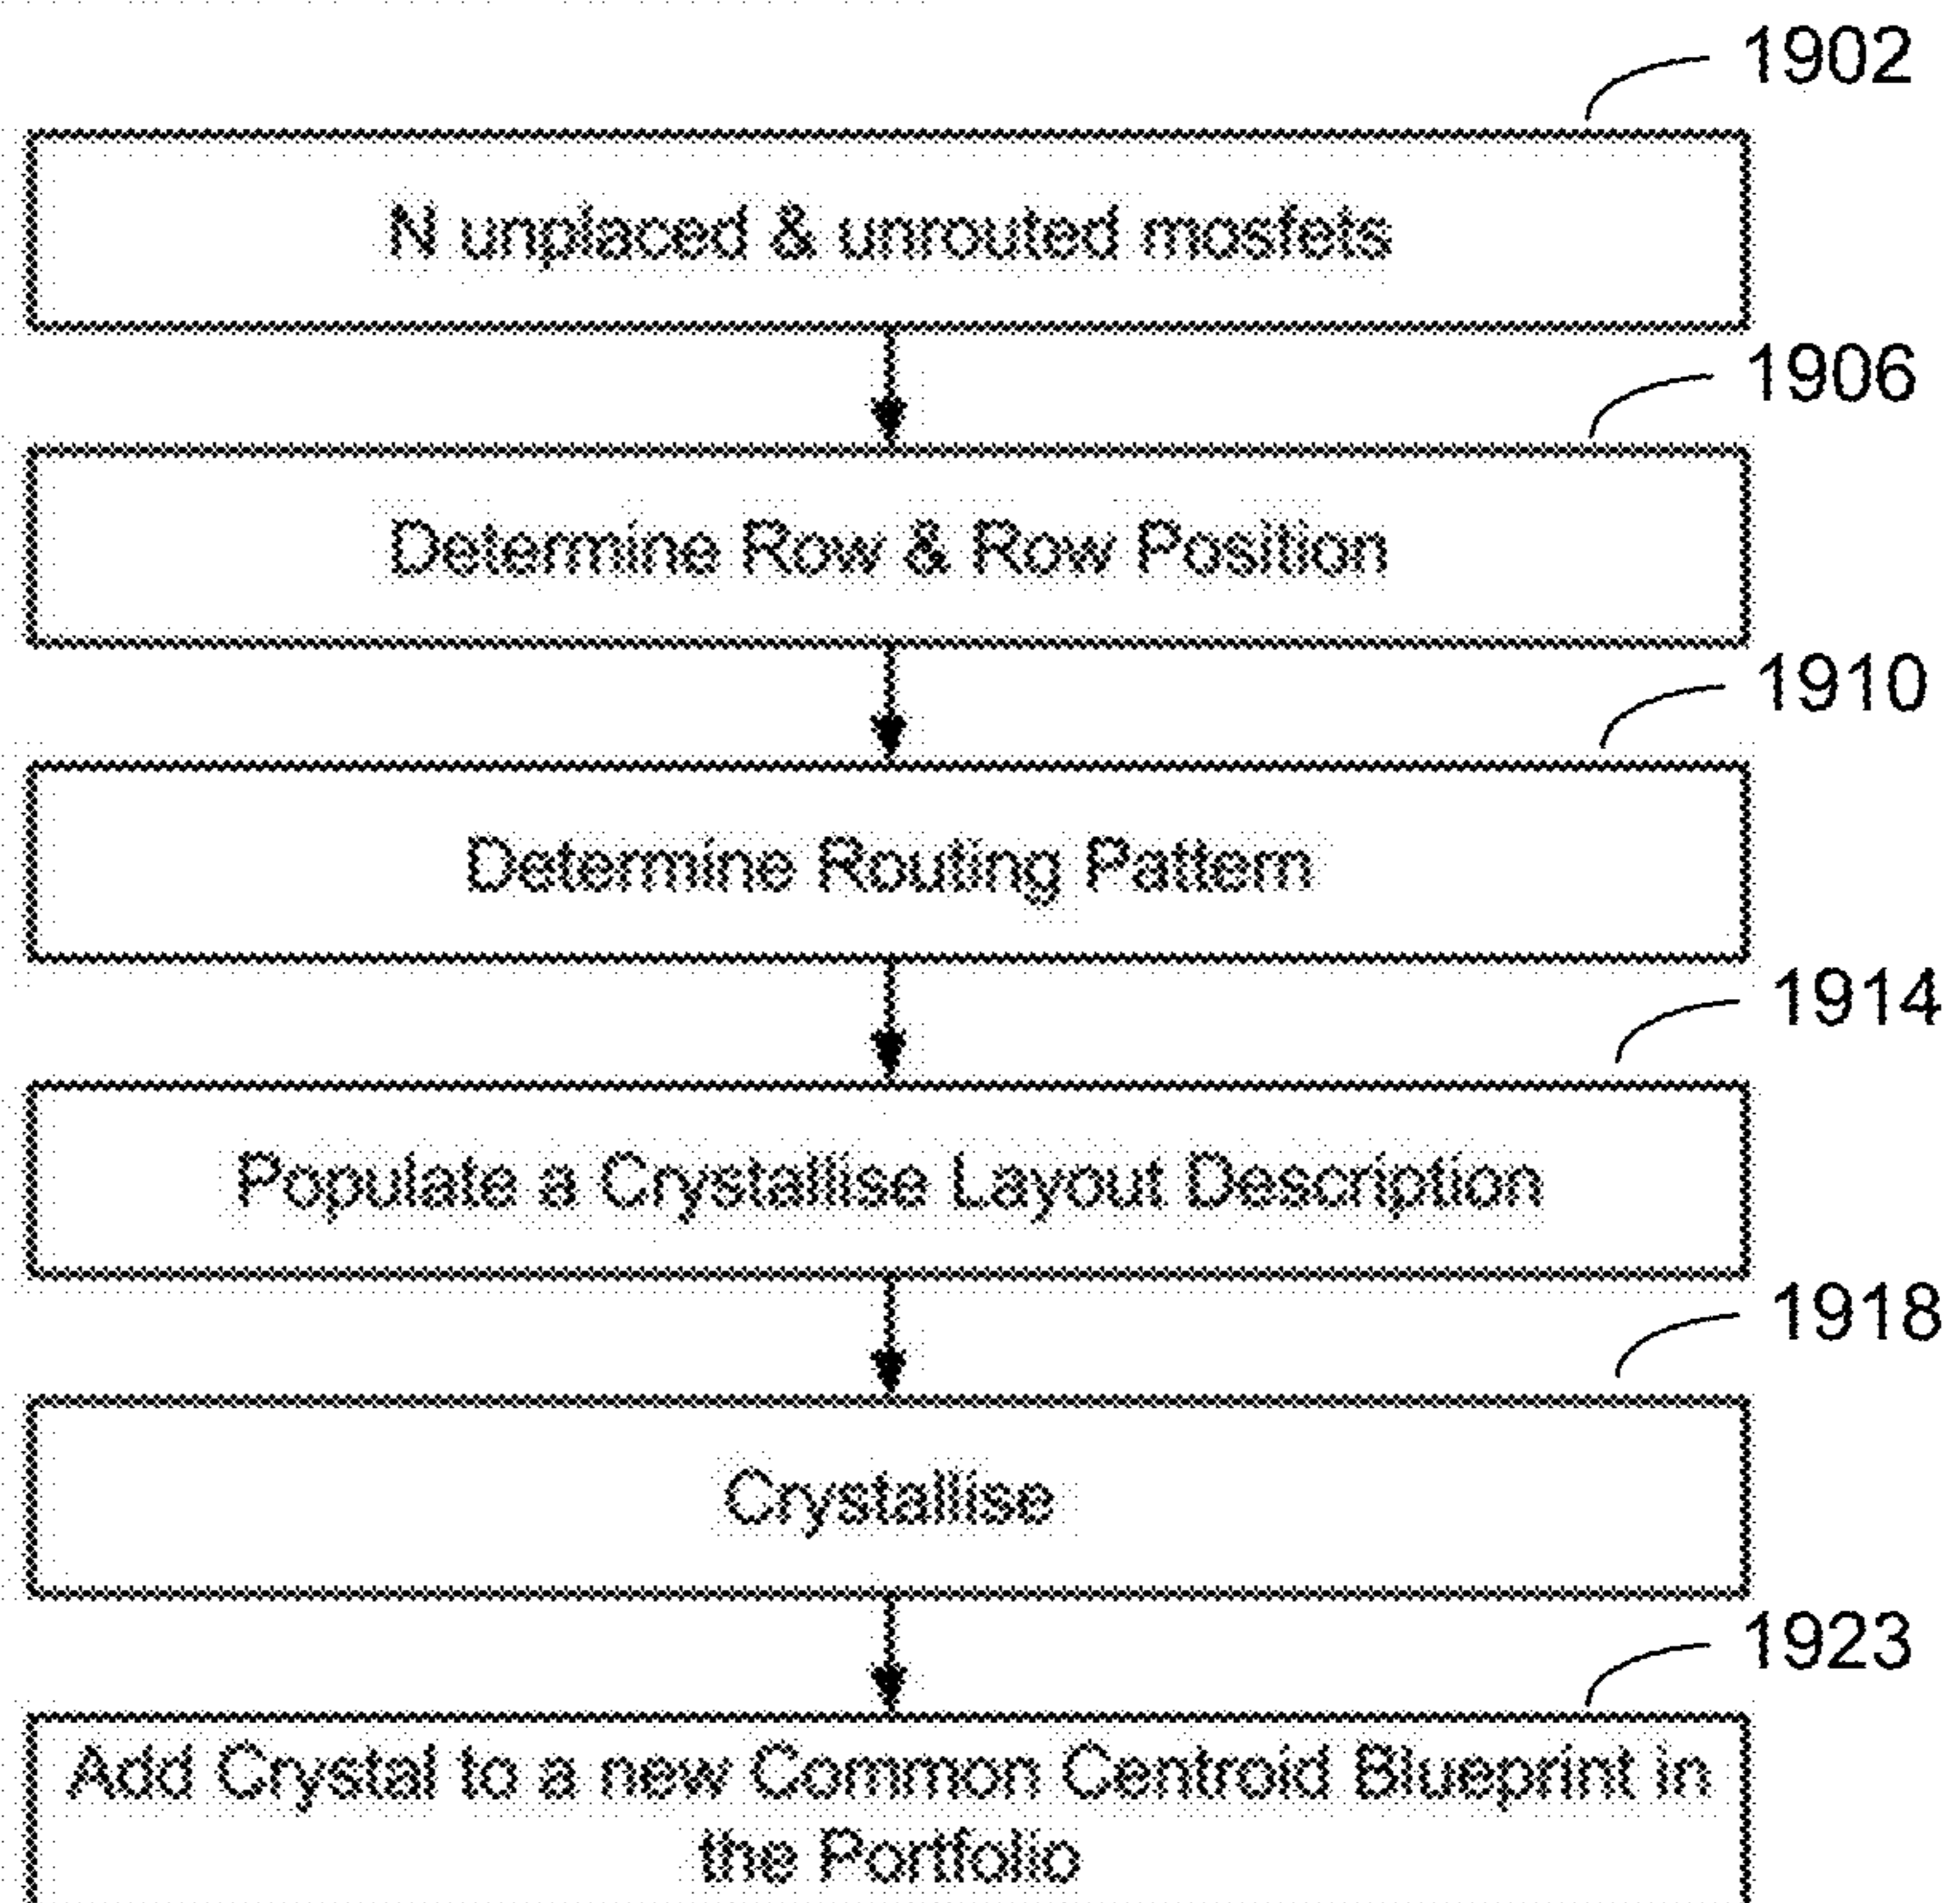 1902
N unplaced & unrouted mosfets
1906
Determine Row & Row Position
1910
Determine Routing Pattern
1914
Populate a Crystallise Layout Description
1918
Crystallise
1923
Add Crystal to a new Common Centroid Blueprint in
the Portfolio